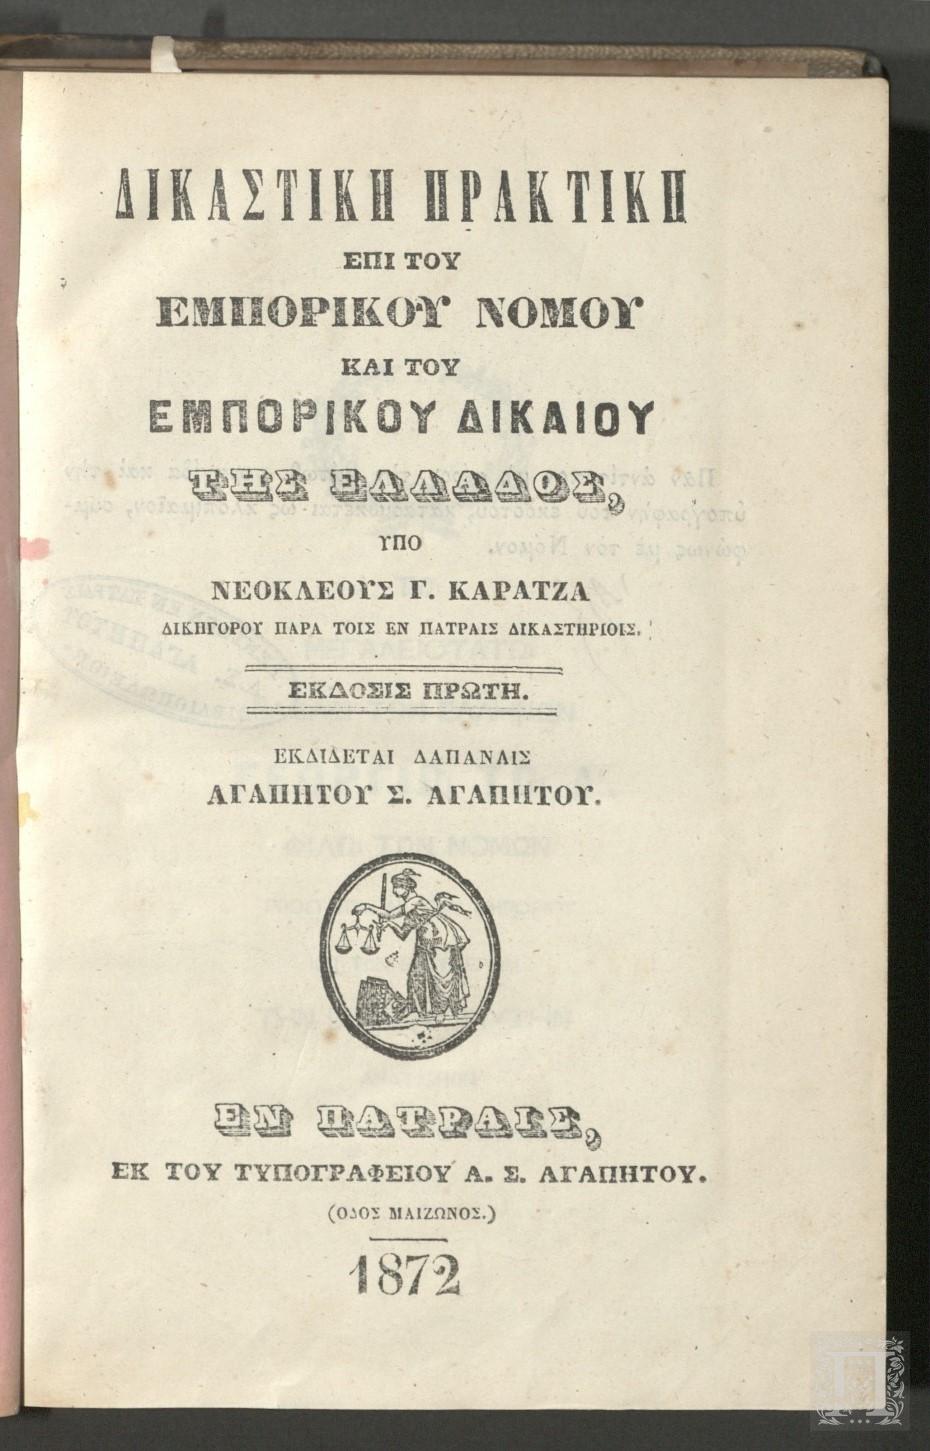 ΔΙΚΑΣΤΙΚΗ ΠΡΑΚΤΙΚΗ
ΕΠΙ ΤΟΥ
ΕΜΠΟΡΙΚΟΥ ΝΟΜΟΥ
ΚΑΙ ΤΟΥ
ΕΜΠΟΡΙΚΟΥ ΔΙΚΑΙΟΥ
ΤΗΣ ΕΛΛΑΔΟΣ,
ΥΠΟ
ΝΕΟΚΛΕΟΥΣ Γ. ΚΑΡΑΤΖΑ
ΔΙΚΗΓΟΡΟΥ ΠΑΡΑ ΤΟΙΣ ΕΝ ΠΑΤΡΑΙΣ ΔΙΚΑΣΤΗΡΙΟΙΣ.
ΕΚΔΟΣΙΣ ΠΡΩΤΗ.
ΕΚΔΙΔΕΤΑΙ ΔΑΠΑΝΑΙΣ
ΑΓΑΠΗΤΟΥ Σ. ΑΓΑΠΗΤΟΥ.
ΕΝ ΠΑΤΡΑΙΣ,
ΕΚ ΤΟΥ ΤΥΠΟΓΡΑΦΕΙΟΥ Α. Σ. ΑΓΑΠΗΤΟΥ.
(ΟΔΟΣ ΜΑΙΖΩΝΟΣ.)
1872